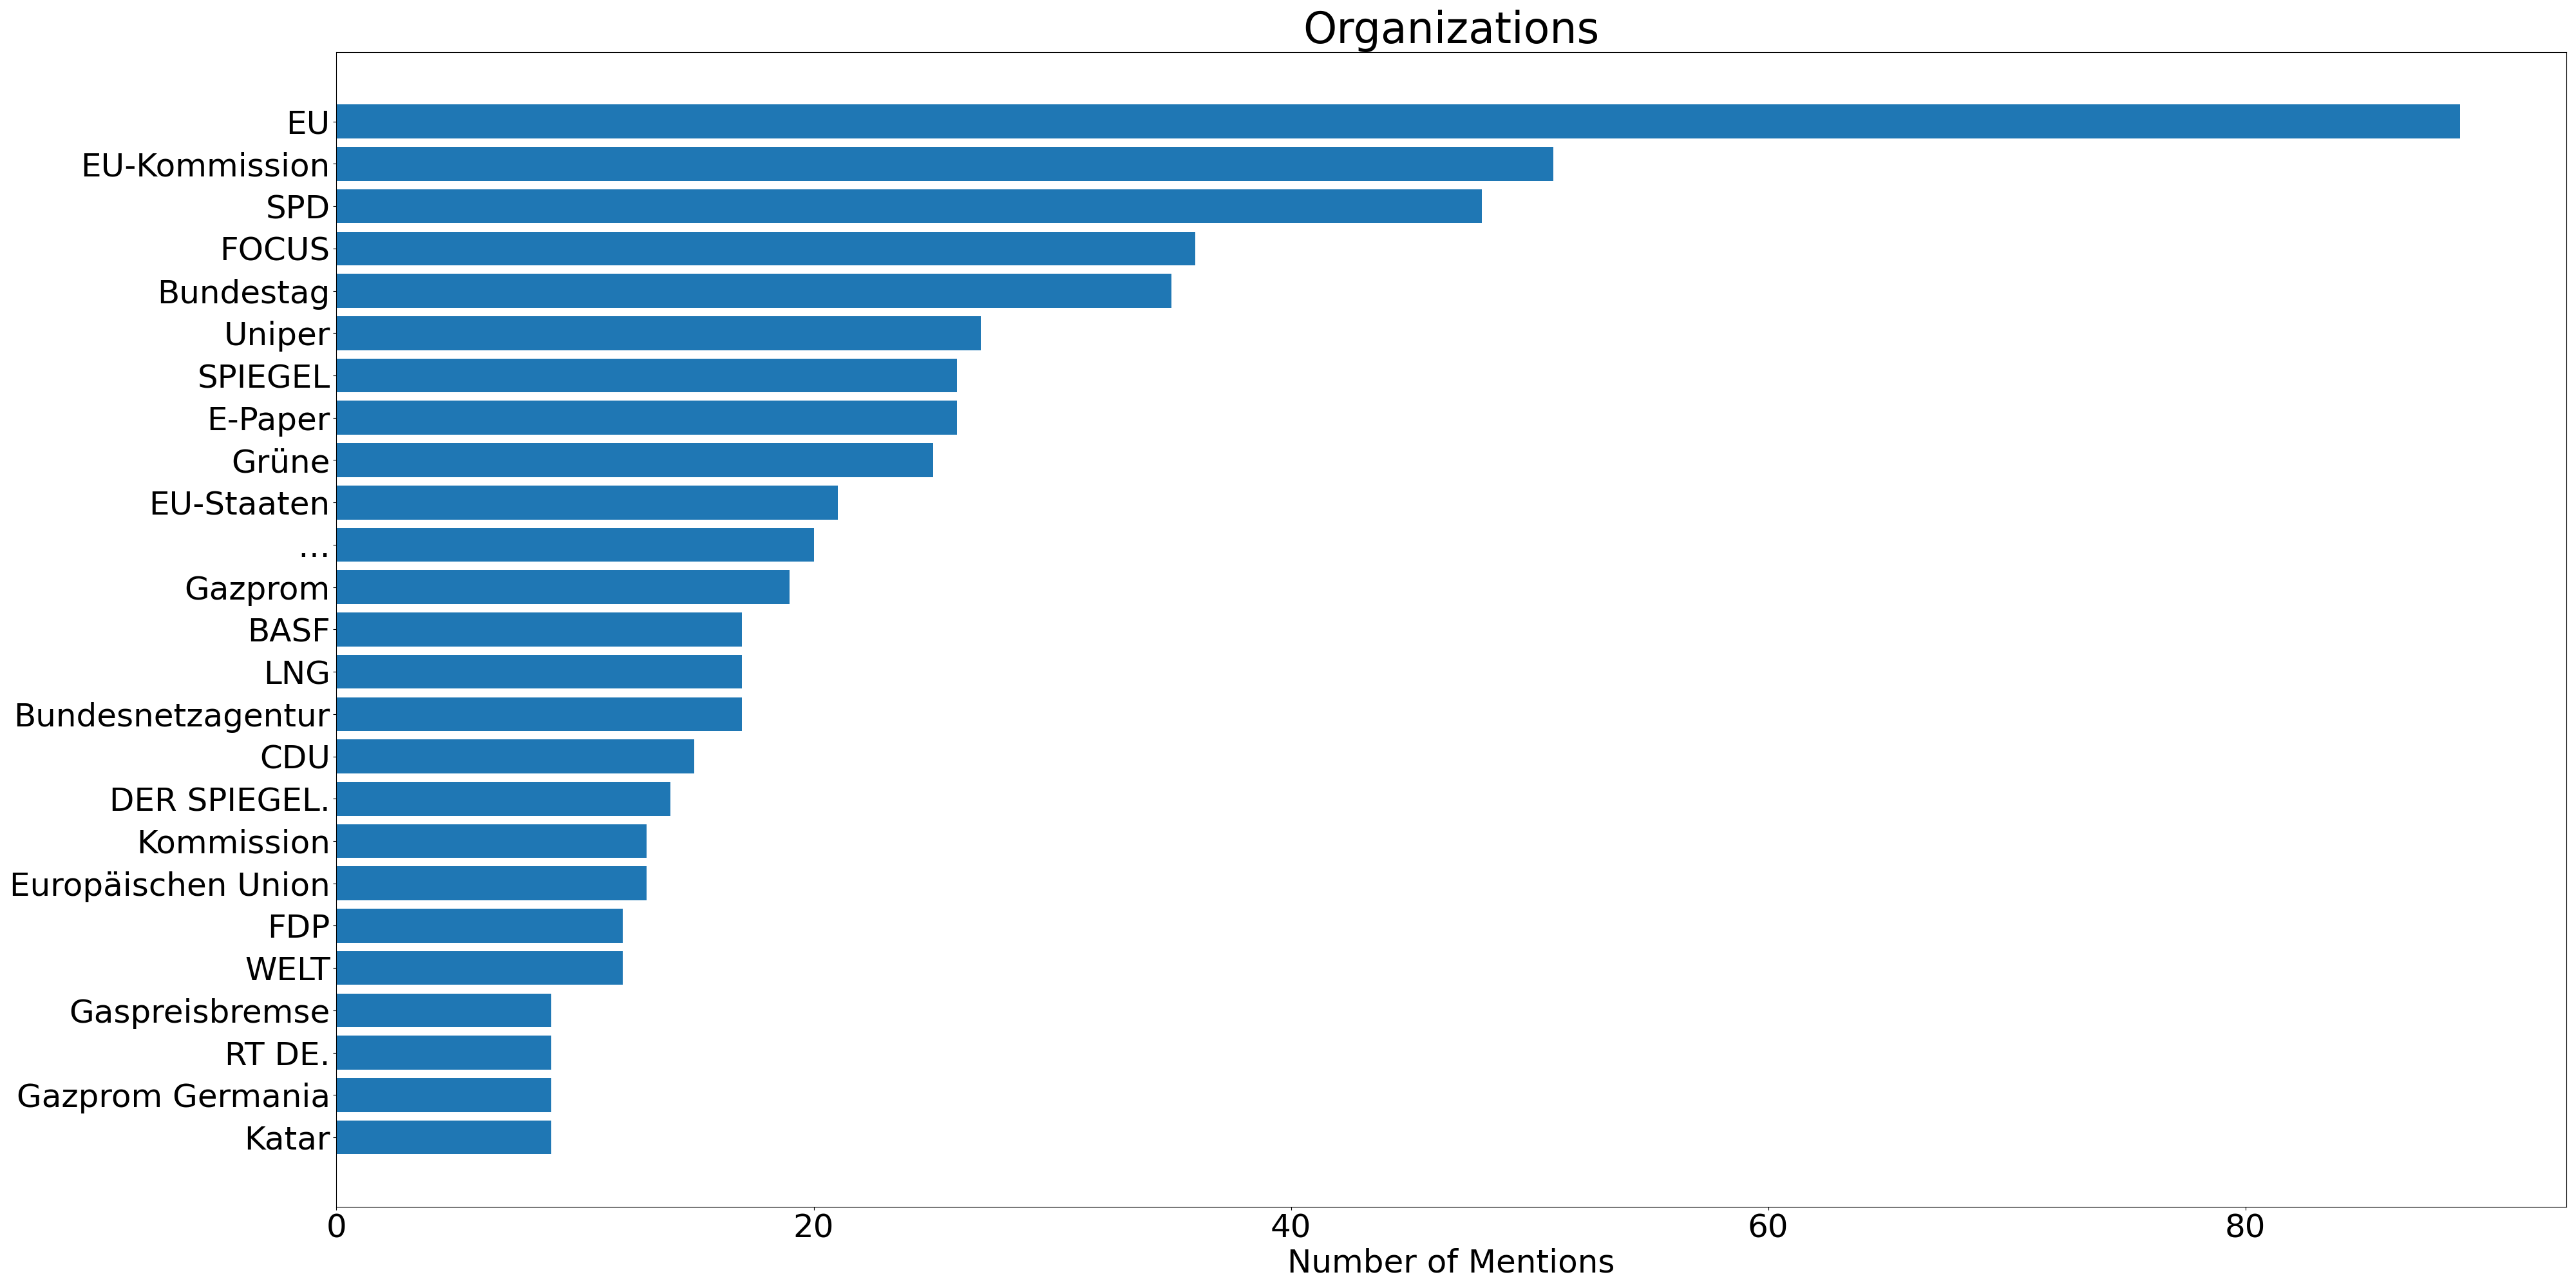 Organizations
EU
EU-Kommission
SPD
FOCUS
Bundestag
Uniper
SPIEGEL
E-Paper
Grüne
EU-Staaten
...
Gazprom
BASF
LNG
Bundesnetzagentur
CDU
DER SPIEGEL.
Kommission
Europäischen Union
FDP
WELT
Gaspreisbremse
RT DE.
Gazprom Germania
Katar
0 20 40 60 80
Number of Mentions